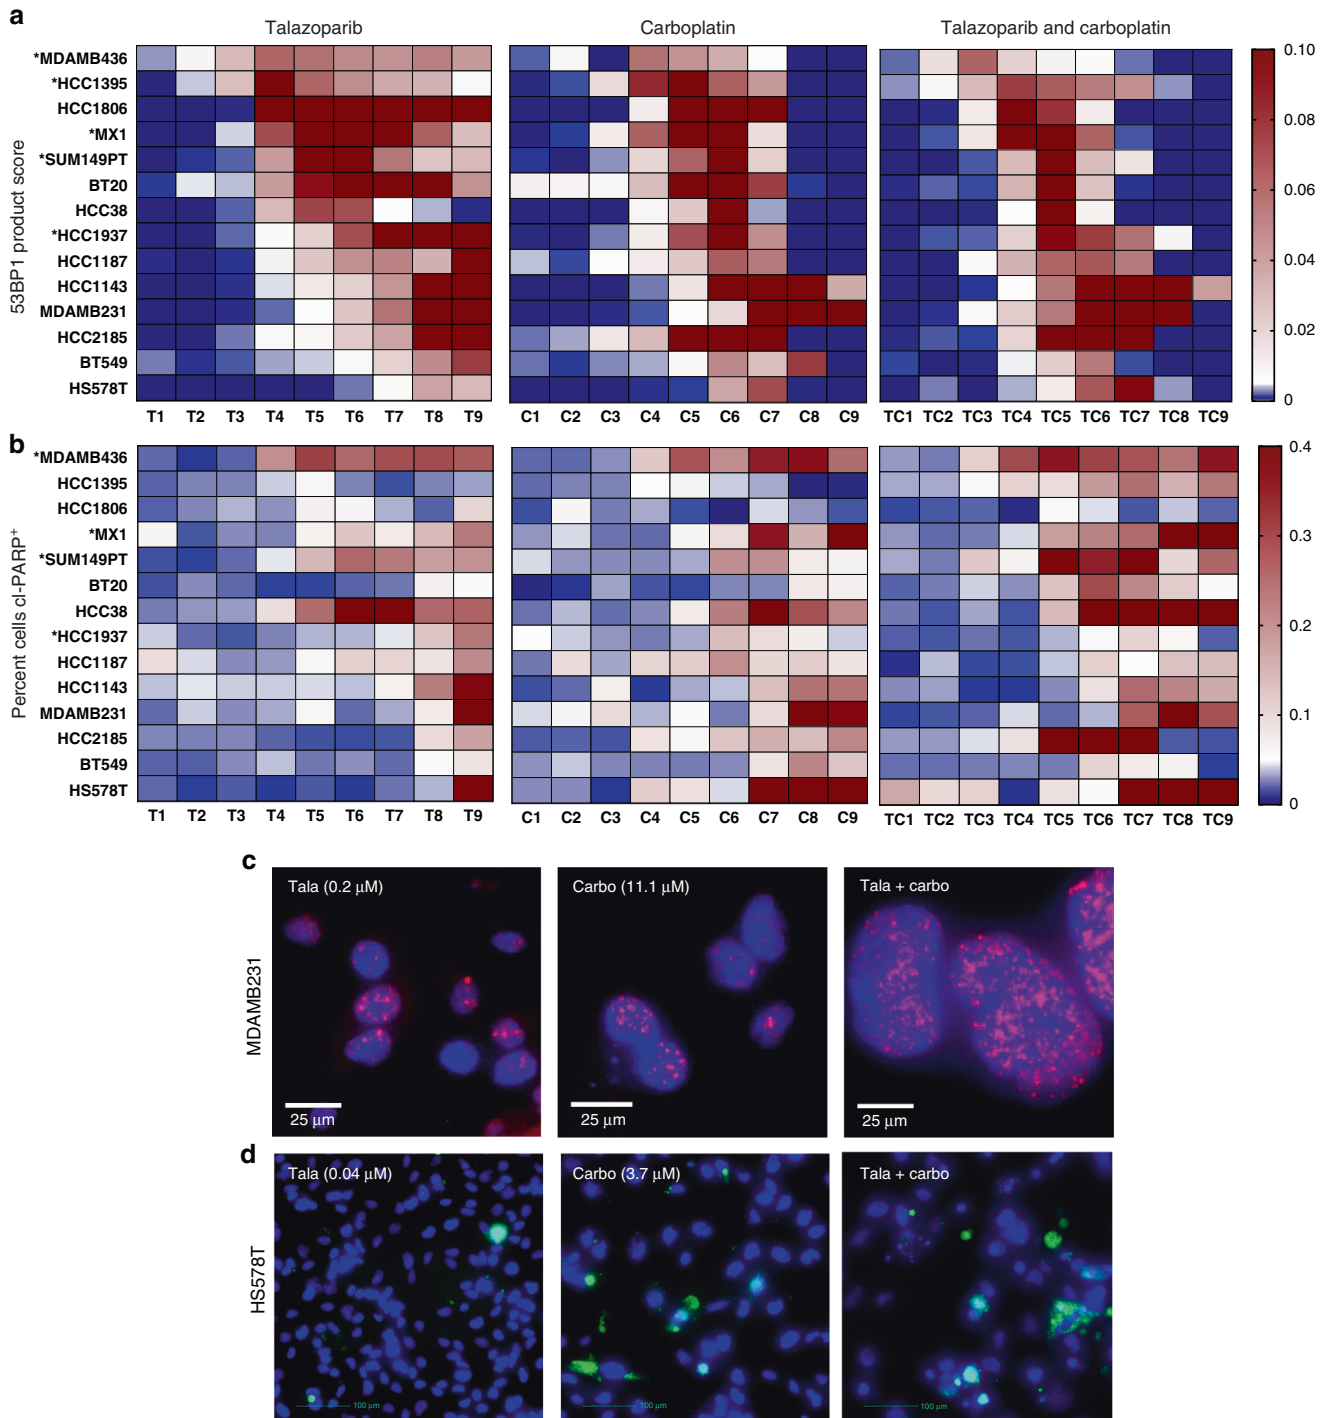 a
Talazoparib
Carboplatin
Talazoparib and carboplatin
53BP1 product score
*MDAMB436
*HCC1395
HCC1806
*MX1
*SUM149PT
BT20
HCC38
*HCC1937
HCC1187
HCC1143
MDAMB231
HCC2185
BT549
HS578T
T1 T2 T3 T4 T5 T6 T7 T8 T9
C1 C2 C3 C4 C5 C6 C7 C8 C9
TC1 TC2 TC3 TC4 TC5 TC6 TC7 TC8 TC9
0.10
0.08
0.06
0.04
0.02
0
b
Percent cells cl-PARP+
*MDAMB436
HCC1395
HCC1806
*MX1
*SUM149PT
BT20
HCC38
*HCC1937
HCC1187
HCC1143
MDAMB231
HCC2185
BT549
HS578T
T1 T2 T3 T4 T5 T6 T7 T8 T9
C1 C2 C3 C4 C5 C6 C7 C8 C9
TC1 TC2 TC3 TC4 TC5 TC6 TC7 TC8 TC9
0.4
0.3
0.2
0.1
0
c
MDAMB231
Tala (0.2 μM)
Carbo (11.1 μM)
Tala + carbo
25 μm
25 μm
25 μm
d
HS578T
Tala (0.04 μM)
Carbo (3.7 μM)
Tala + carbo
100 μm
100 μm
100 μm